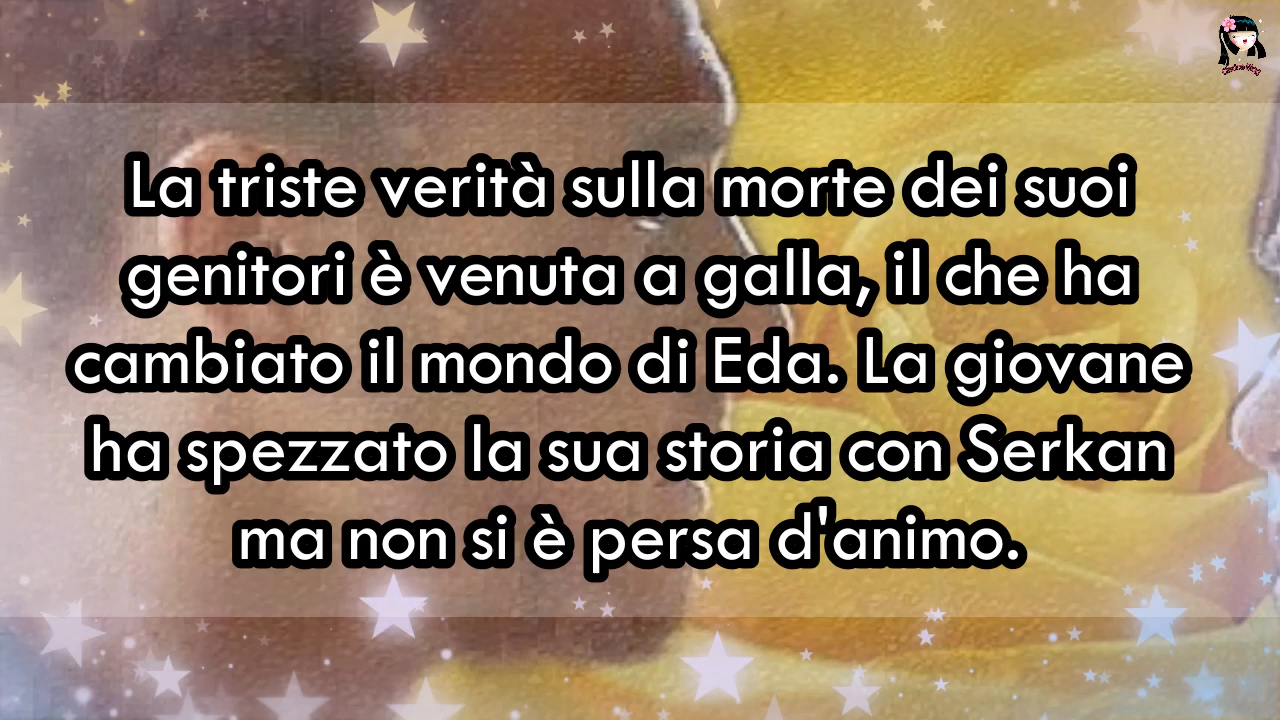 La triste verità sulla morte dei suoi
genitori è venuta a galla, il che ha
cambiato il mondo di Eda. La giovane
ha spezzato la sua storia con Serkan
ma non si è persa d'animo.